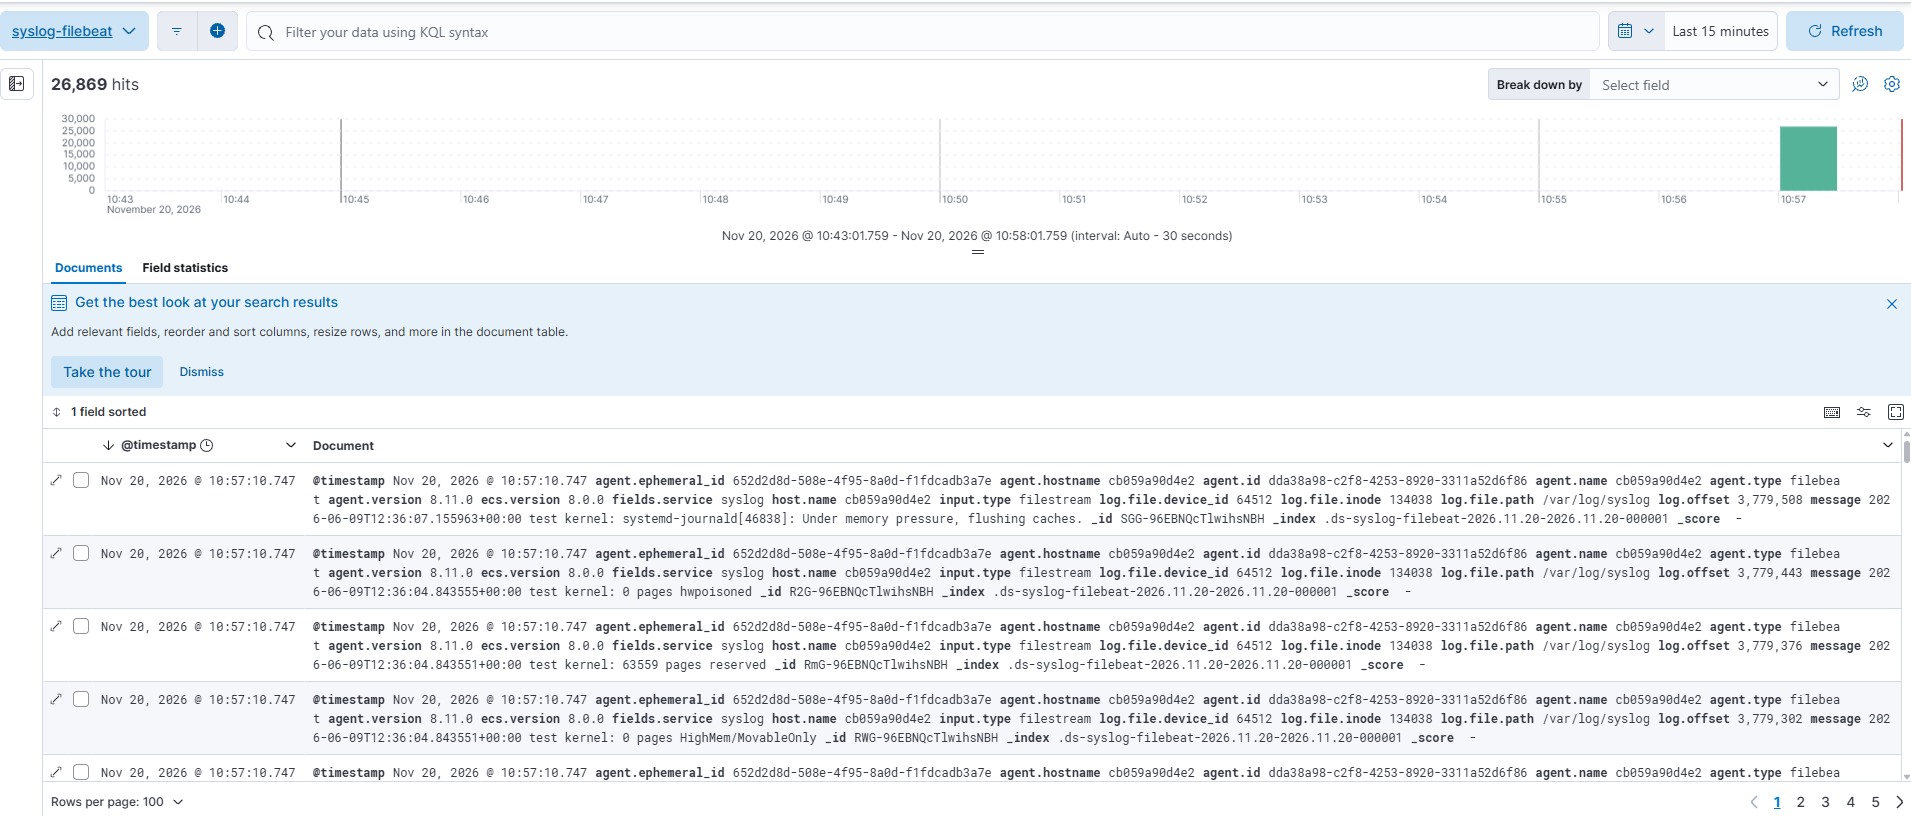 syslog-filebeat
Filter your data using KQL syntax
Last 15 minutes
Refresh
26,869 hits
Break down by Select field
30,000
25,000
20,000
15,000
10,000
5,000
0
10:43 10:44 10:45 10:46 10:47 10:48 10:49 10:50 10:51 10:52 10:53 10:54 10:55 10:56 10:57
November 20, 2026
Nov 20, 2026 @ 10:43:01.759 - Nov 20, 2026 @ 10:58:01.759 (interval: Auto - 30 seconds)
Documents Field statistics
Get the best look at your search results
Add relevant fields, reorder and sort columns, resize rows, and more in the document table.
Take the tour Dismiss
1 field sorted
@timestamp Document
Nov 20, 2026 @ 10:57:10.747 @timestamp Nov 20, 2026 @ 10:57:10.747 agent.ephemeral_id 652d2d8d-508e-4f95-8a0d-f1fdcadb3a7e agent.hostname cb059a90d4e2 agent.id dda38a98-c2f8-4253-8920-3311a52d6f86 agent.name cb059a90d4e2 agent.type filebea
t agent.version 8.11.0 ecs.version 8.0.0 fields.service syslog host.name cb059a90d4e2 input.type filestream log.file.device_id 64512 log.file.inode 134038 log.file.path /var/log/syslog log.offset 3,779,508 message 202
6-06-09T12:36:07.155963+00:00 test kernel: systemd-journald[46838]: Under memory pressure, flushing caches. _id SGG-96EBNQcTlwihsNBH _index .ds-syslog-filebeat-2026.11.20-2026.11.20-000001 _score -
Nov 20, 2026 @ 10:57:10.747 @timestamp Nov 20, 2026 @ 10:57:10.747 agent.ephemeral_id 652d2d8d-508e-4f95-8a0d-f1fdcadb3a7e agent.hostname cb059a90d4e2 agent.id dda38a98-c2f8-4253-8920-3311a52d6f86 agent.name cb059a90d4e2 agent.type filebea
t agent.version 8.11.0 ecs.version 8.0.0 fields.service syslog host.name cb059a90d4e2 input.type filestream log.file.device_id 64512 log.file.inode 134038 log.file.path /var/log/syslog log.offset 3,779,443 message 202
6-06-09T12:36:04.843555+00:00 test kernel: 0 pages hwpoisoned _id R2G-96EBNQcTlwihsNBH _index .ds-syslog-filebeat-2026.11.20-2026.11.20-000001 _score -
Nov 20, 2026 @ 10:57:10.747 @timestamp Nov 20, 2026 @ 10:57:10.747 agent.ephemeral_id 652d2d8d-508e-4f95-8a0d-f1fdcadb3a7e agent.hostname cb059a90d4e2 agent.id dda38a98-c2f8-4253-8920-3311a52d6f86 agent.name cb059a90d4e2 agent.type filebea
t agent.version 8.11.0 ecs.version 8.0.0 fields.service syslog host.name cb059a90d4e2 input.type filestream log.file.device_id 64512 log.file.inode 134038 log.file.path /var/log/syslog log.offset 3,779,376 message 202
6-06-09T12:36:04.843551+00:00 test kernel: 63559 pages reserved _id RmG-96EBNQcTlwihsNBH _index .ds-syslog-filebeat-2026.11.20-2026.11.20-000001 _score -
Nov 20, 2026 @ 10:57:10.747 @timestamp Nov 20, 2026 @ 10:57:10.747 agent.ephemeral_id 652d2d8d-508e-4f95-8a0d-f1fdcadb3a7e agent.hostname cb059a90d4e2 agent.id dda38a98-c2f8-4253-8920-3311a52d6f86 agent.name cb059a90d4e2 agent.type filebea
t agent.version 8.11.0 ecs.version 8.0.0 fields.service syslog host.name cb059a90d4e2 input.type filestream log.file.device_id 64512 log.file.inode 134038 log.file.path /var/log/syslog log.offset 3,779,302 message 202
6-06-09T12:36:04.843551+00:00 test kernel: 0 pages HighMem/MovableOnly _id RWG-96EBNQcTlwihsNBH _index .ds-syslog-filebeat-2026.11.20-2026.11.20-000001 _score -
Nov 20, 2026 @ 10:57:10.747 @timestamp Nov 20, 2026 @ 10:57:10.747 agent.ephemeral_id 652d2d8d-508e-4f95-8a0d-f1fdcadb3a7e agent.hostname cb059a90d4e2 agent.id dda38a98-c2f8-4253-8920-3311a52d6f86 agent.name cb059a90d4e2 agent.type filebea
Rows per page: 100
1 2 3 4 5